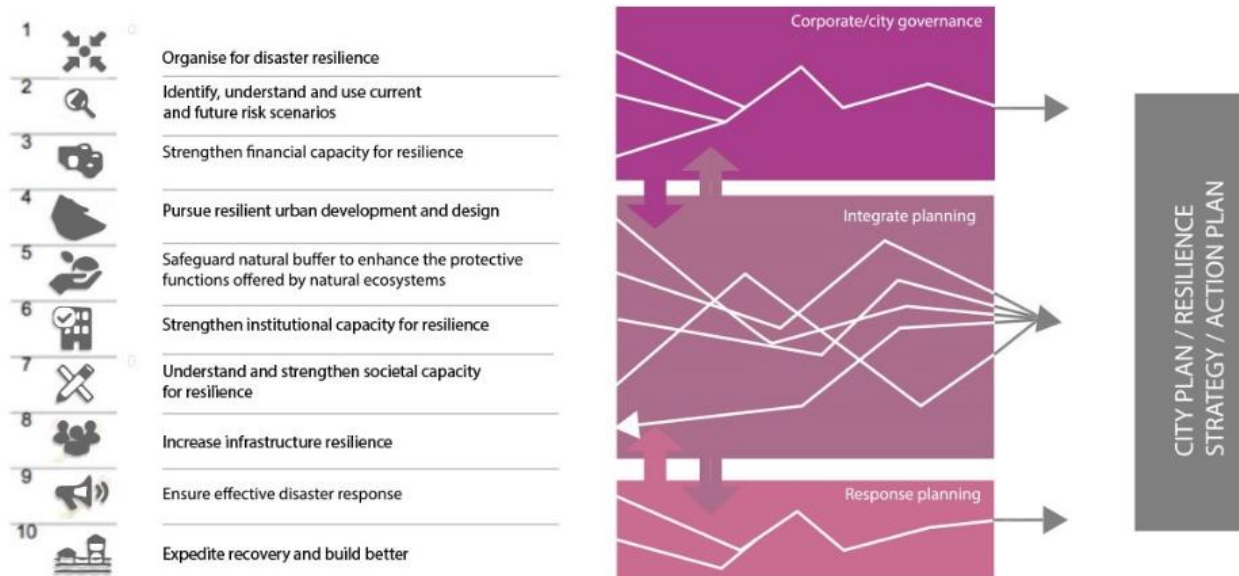 1
Organise for disaster resilience
2
Identify, understand and use current
and future risk scenarios
3
Strengthen financial capacity for resilience
4
Pursue resilient urban development and design
5
Safeguard natural buffer to enhance the protective
functions offered by natural ecosystems
6
Strengthen institutional capacity for resilience
7
Understand and strengthen societal capacity
for resilience
8
Increase infrastructure resilience
9
Ensure effective disaster response
10
Expedite recovery and build better
Corporate/city governance
Integrate planning
Response planning
CITY PLAN / RESILIENCE
STRATEGY / ACTION PLAN